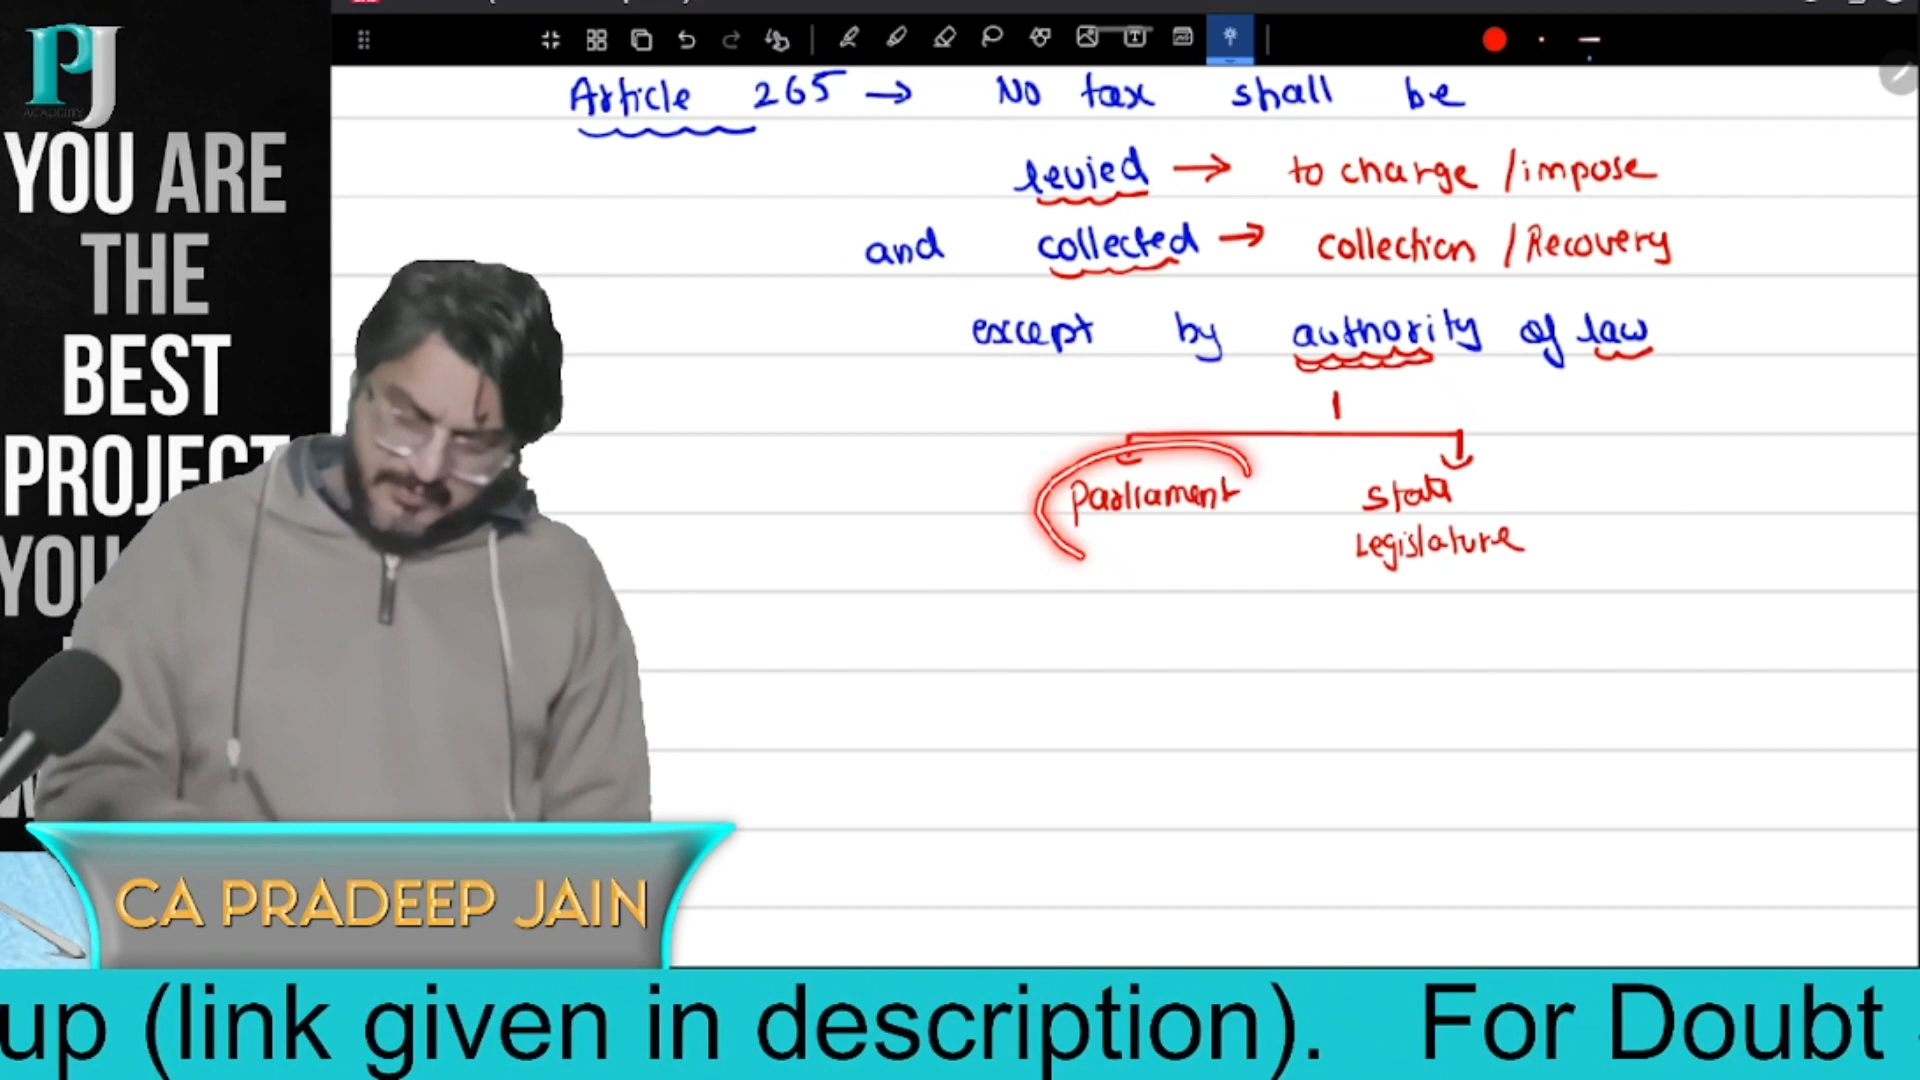 PJ
ACADEMY
YOU ARE
THE
BEST
PROJECT
YOU
Article 265 → No tax shall be
levied → to charge / impose
and collected → collection / Recovery
except by authority of law
Parliament
State
Legislature
CA PRADEEP JAIN
up (link given in description). For Doubt